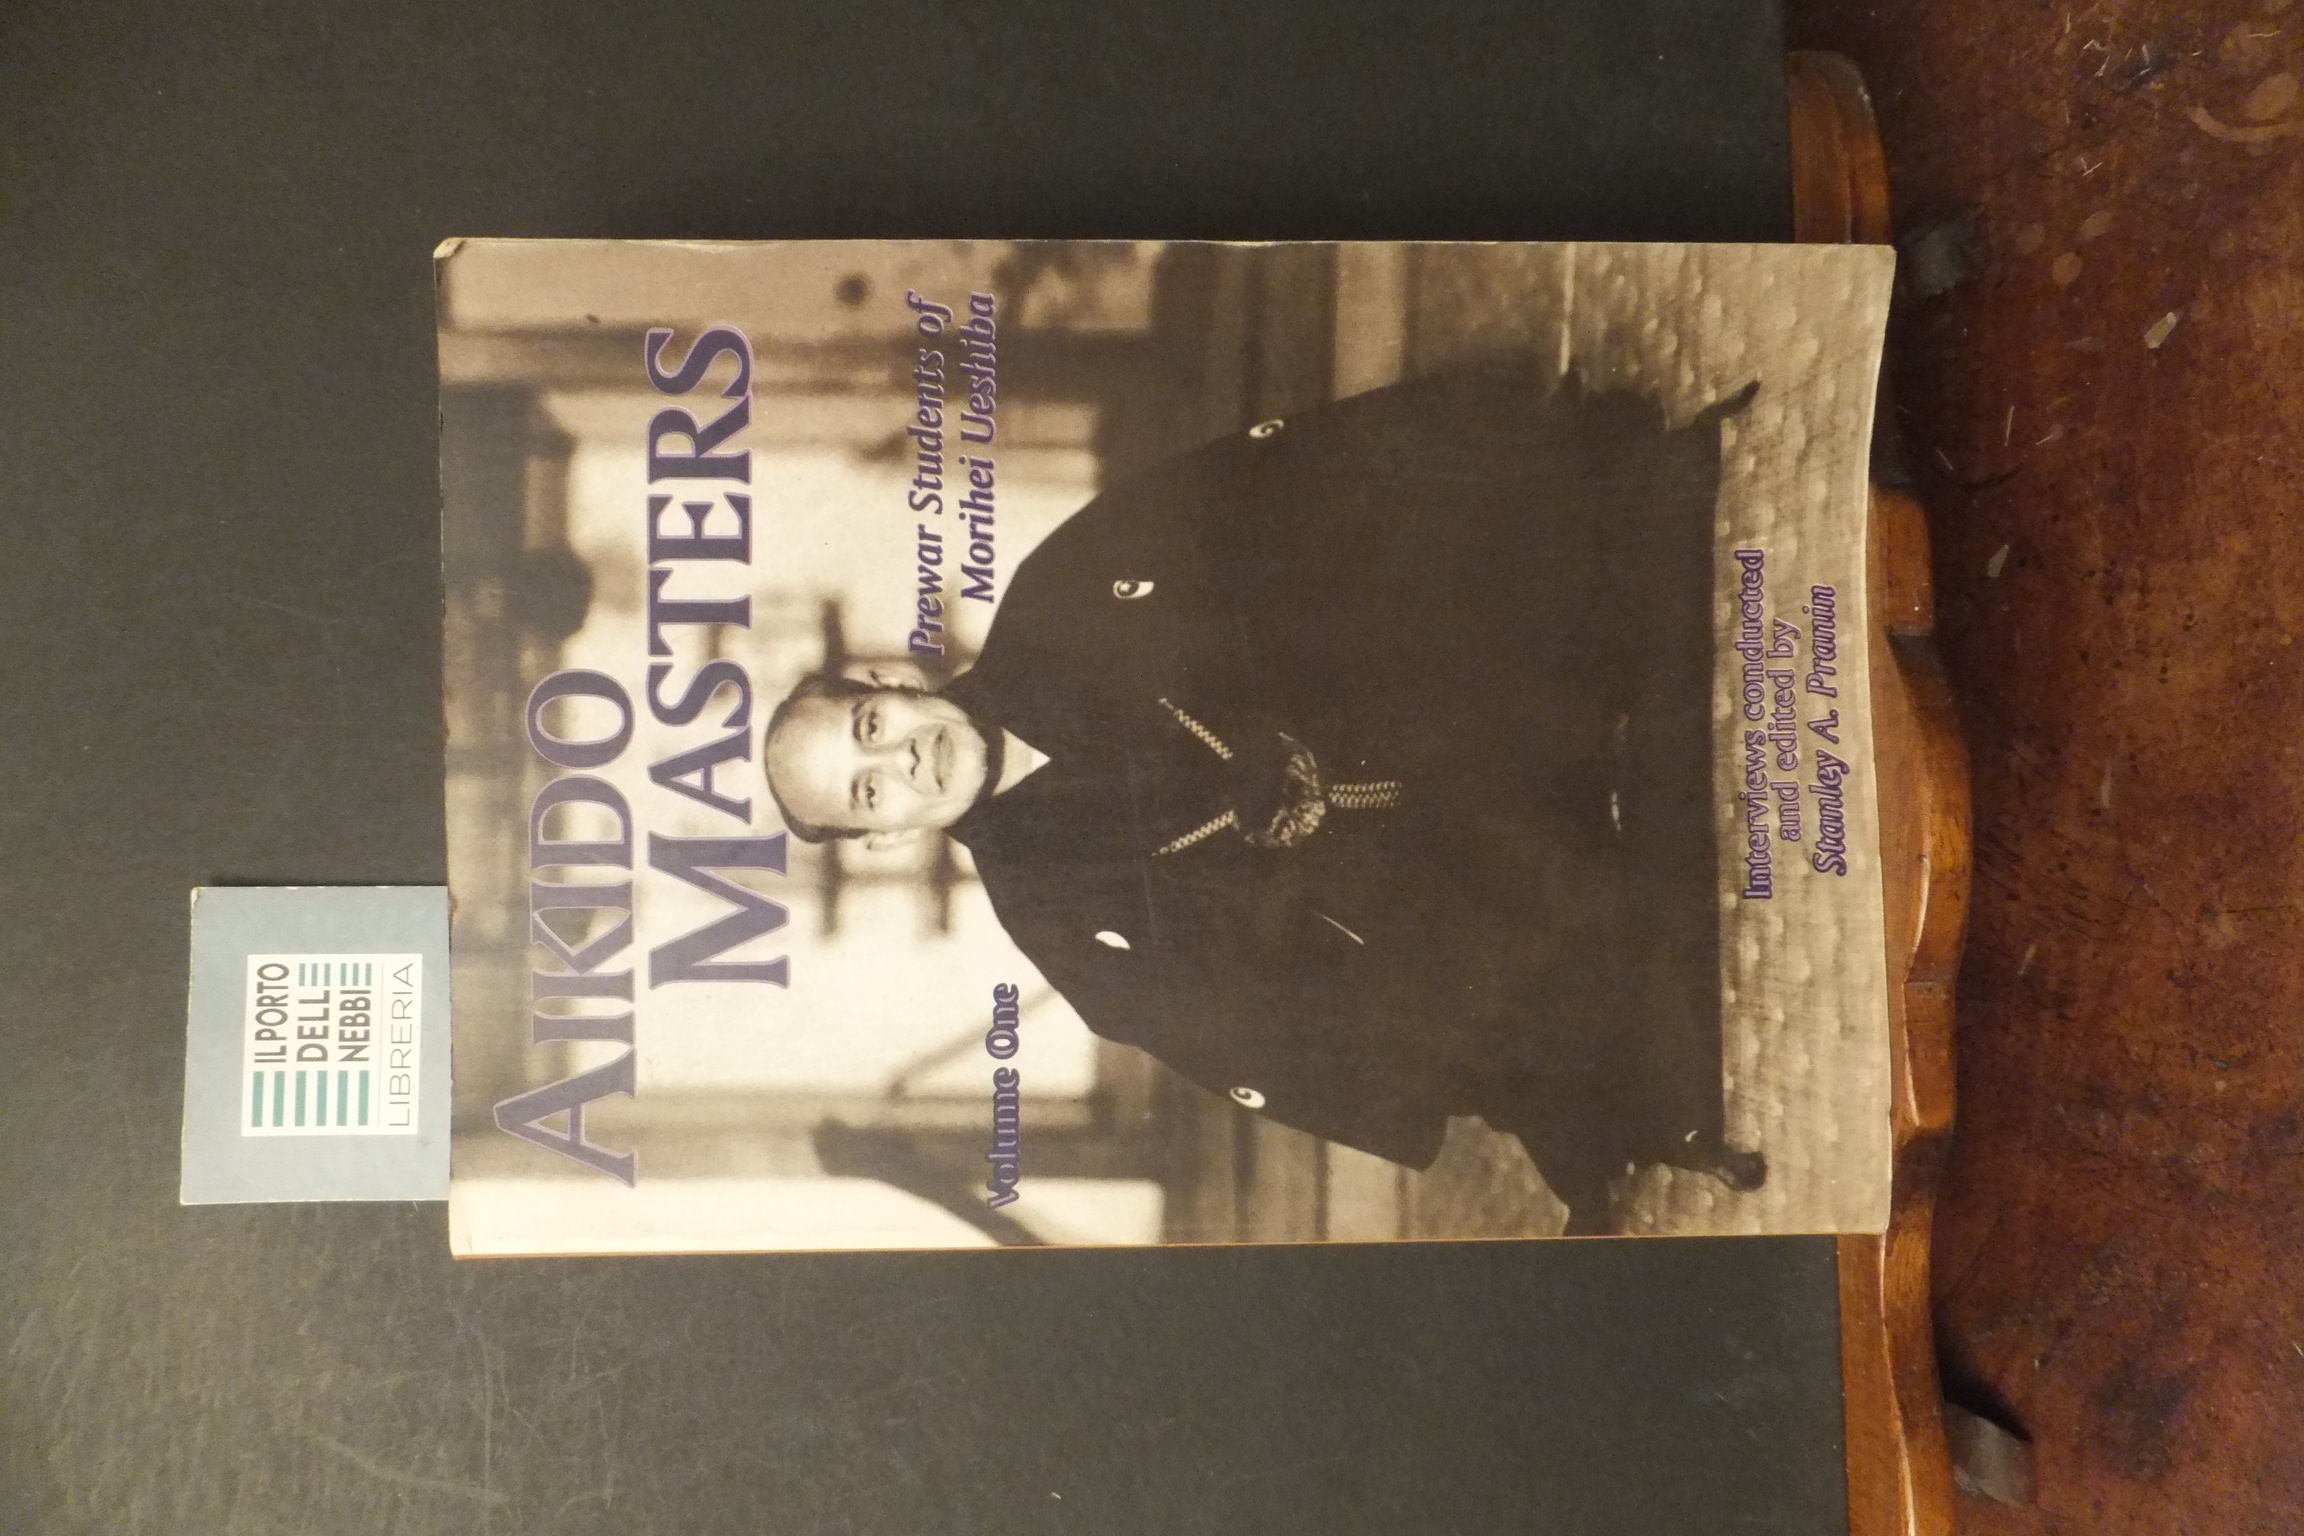 IL PORTO
DELLE
NEBBIE
LIBRERIA
AIKIDO
MASTERS
Prewar Students of
Morihei Ueshiba
Volume One
Interviews conducted
and edited by
Stanley A. Pranin